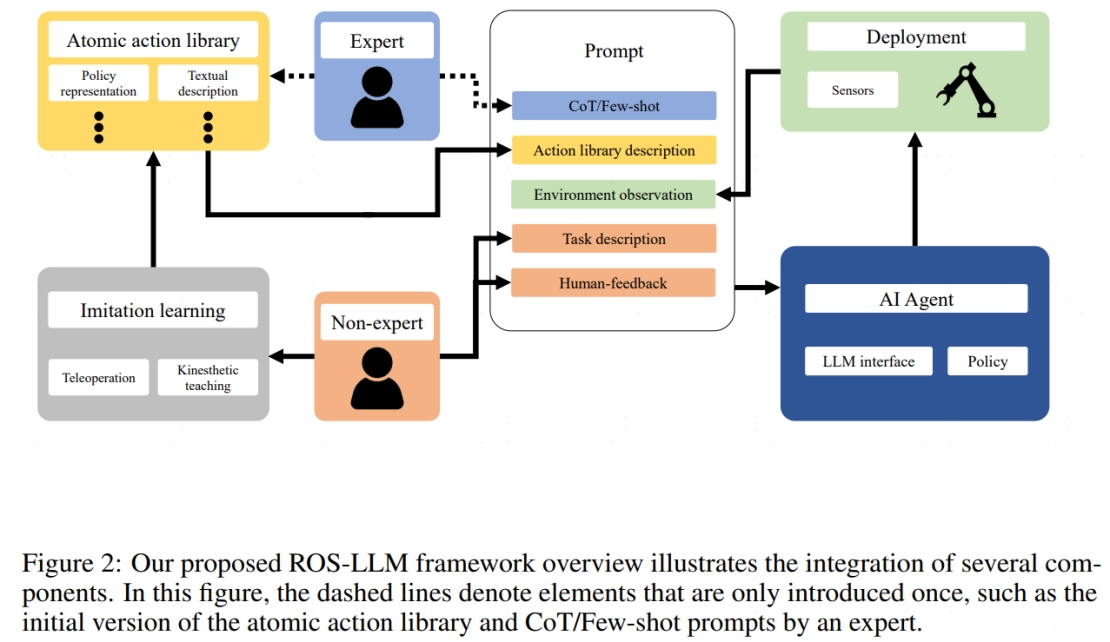 Atomic action library
Policy
representation
Textual
description
Expert
Prompt
CoT/Few-shot
Action library description
Environment observation
Task description
Human-feedback
Deployment
Sensors
Imitation learning
Teleoperation
Kinesthetic
teaching
Non-expert
AI Agent
LLM interface
Policy
Figure 2: Our proposed ROS-LLM framework overview illustrates the integration of several com-
ponents. In this figure, the dashed lines denote elements that are only introduced once, such as the
initial version of the atomic action library and CoT/Few-shot prompts by an expert.